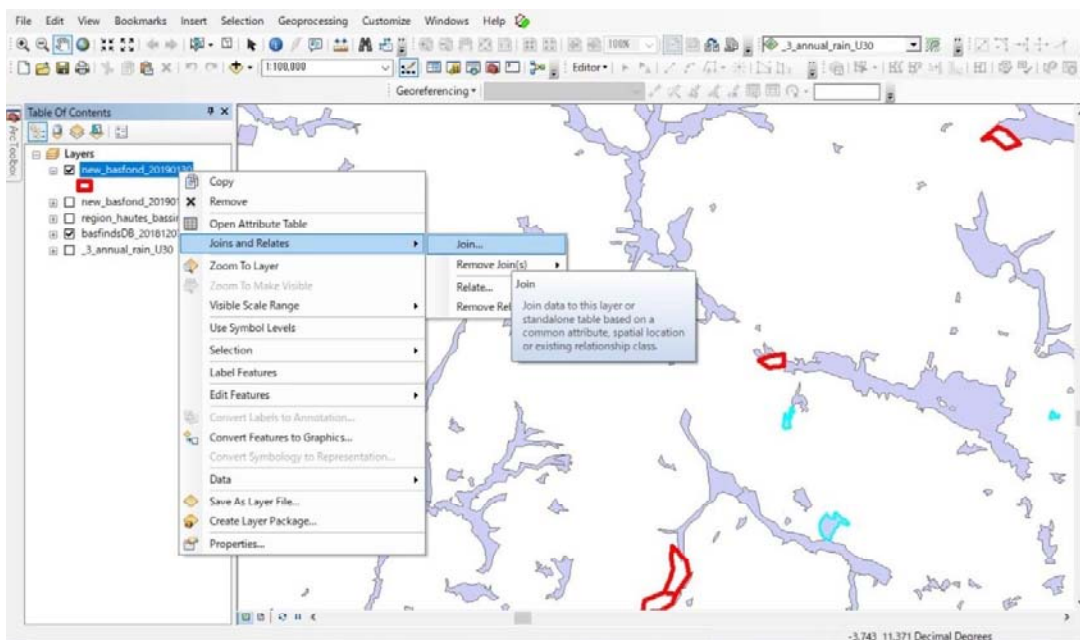 File Edit View Bookmarks Insert Selection Geoprocessing Customize Windows Help
100% _3_annual_rain_U30
1:100,000 Editor
Georeferencing
Table Of Contents
ArcToolbox
Layers
new_basfond_20190130
new_basfond_20190
region_hautes_bassin
basfindsDB_2018120
_3_annual_rain_U30
Copy
Remove
Open Attribute Table
Joins and Relates
Zoom To Layer
Zoom To Make Visible
Visible Scale Range
Use Symbol Levels
Selection
Label Features
Edit Features
Convert Labels to Annotation...
Convert Features to Graphics...
Convert Symbology to Representation...
Data
Save As Layer File...
Create Layer Package...
Properties...
Join...
Remove Join(s)
Relate...
Remove Rel
Join
Join data to this layer or
standalone table based on a
common attribute, spatial location
or existing relationship class.
-3.743 11.371 Decimal Degrees